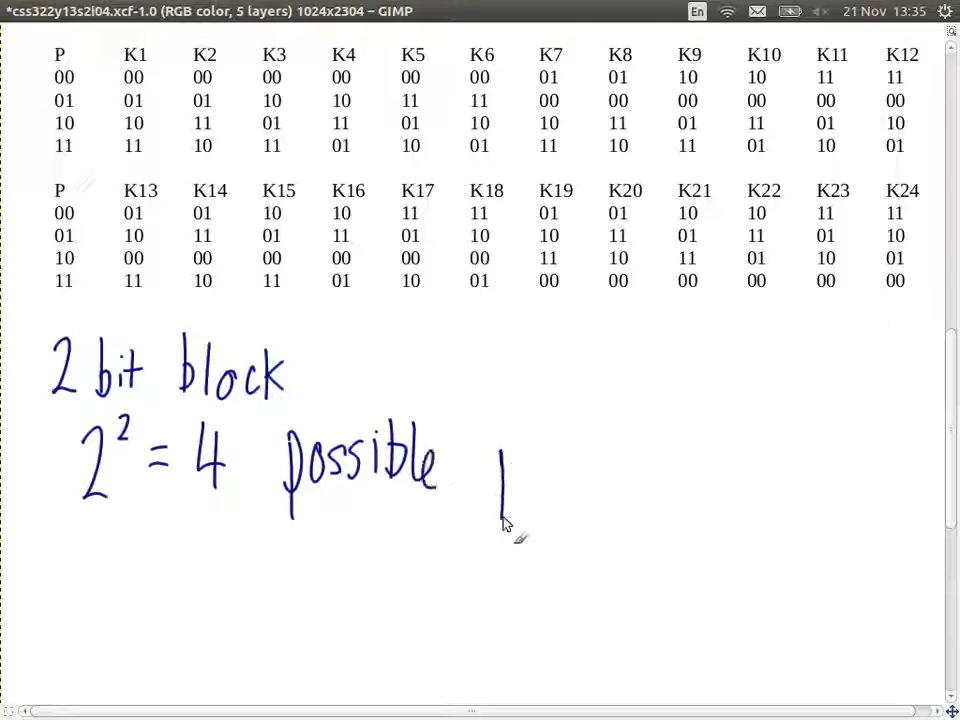 *css322y13s2i04.xcf-1.0 (RGB color, 5 layers) 1024x2304 – GIMP En 21 Nov 13:35
P K1 K2 K3 K4 K5 K6 K7 K8 K9 K10 K11 K12
00 00 00 00 00 00 00 01 01 10 10 11 11
01 01 01 10 10 11 11 00 00 00 00 00 00
10 10 11 01 11 01 10 10 11 01 11 01 10
11 11 10 11 01 10 01 11 10 11 01 10 01
P K13 K14 K15 K16 K17 K18 K19 K20 K21 K22 K23 K24
00 01 01 10 10 11 11 01 01 10 10 11 11
01 10 11 01 11 01 10 10 11 01 11 01 10
10 00 00 00 00 00 00 11 10 11 01 10 01
11 11 10 11 01 10 01 00 00 00 00 00 00
2 bit block
2² = 4 possible